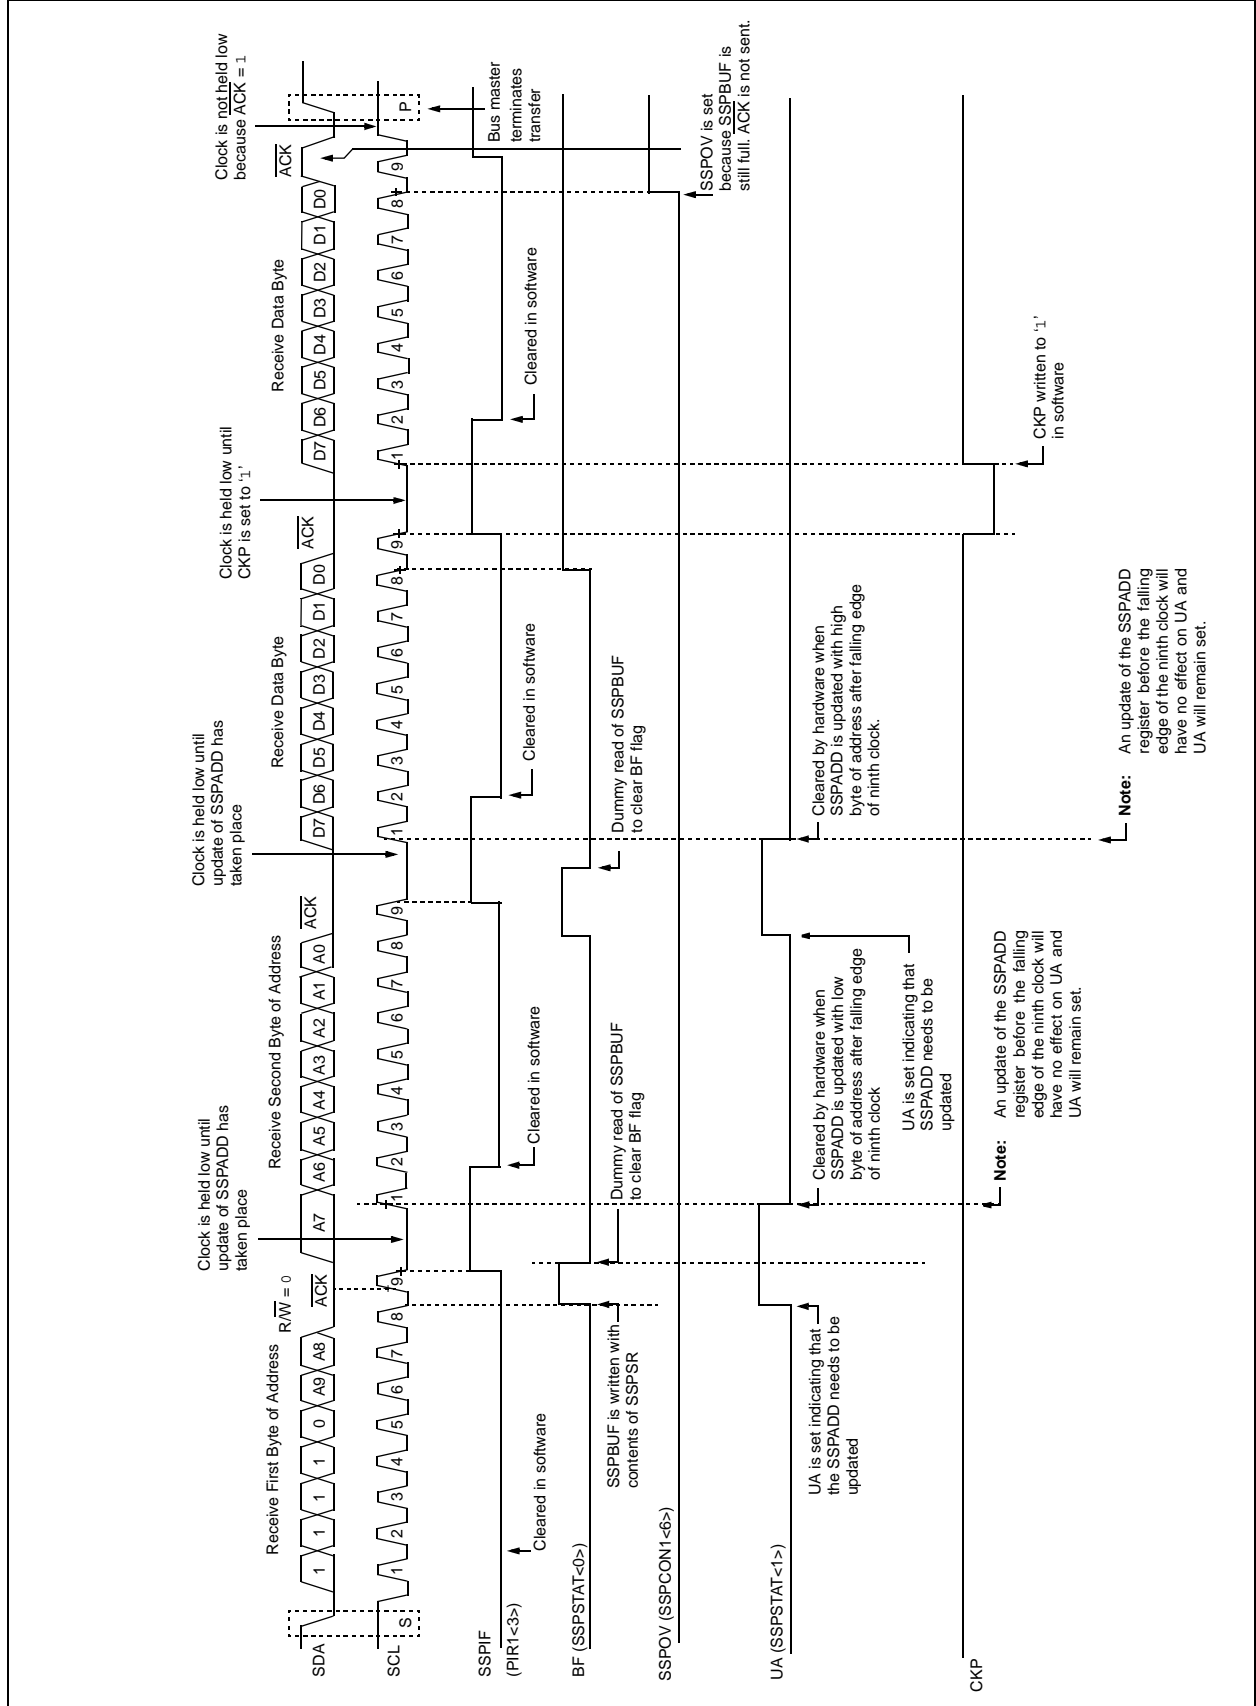 Clock is held low until
update of SSPADD has
taken place
Clock is held low until
update of SSPADD has
taken place
Clock is held low until
CKP is set to ‘1’
Clock is not held low
because ACK = 1
Receive First Byte of Address
R/W = 0
Receive Second Byte of Address
Receive Data Byte
Receive Data Byte
SDA
1 1 1 1 0 A9 A8 ACK
A7 A6 A5 A4 A3 A2 A1 A0 ACK
D7 D6 D5 D4 D3 D2 D1 D0 ACK
D7 D6 D5 D4 D3 D2 D1 D0 ACK
SCL
S 1 2 3 4 5 6 7 8 9
1 2 3 4 5 6 7 8 9
1 2 3 4 5 6 7 8 9
1 2 3 4 5 6 7 8 9 P
Bus master
terminates
transfer
SSPIF
(PIR1<3>)
Cleared in software
Cleared in software
Cleared in software
Cleared in software
BF (SSPSTAT<0>)
SSPBUF is written with
contents of SSPSR
Dummy read of SSPBUF
to clear BF flag
Dummy read of SSPBUF
to clear BF flag
SSPOV (SSPCON1<6>)
SSPOV is set
because SSPBUF is
still full. ACK is not sent.
UA (SSPSTAT<1>)
UA is set indicating that
the SSPADD needs to be
updated
Cleared by hardware when
SSPADD is updated with low
byte of address after falling edge
of ninth clock
UA is set indicating that
SSPADD needs to be
updated
Cleared by hardware when
SSPADD is updated with high
byte of address after falling edge
of ninth clock.
CKP
CKP written to ‘1’
in software
Note: An update of the SSPADD
register before the falling
edge of the ninth clock will
have no effect on UA and
UA will remain set.
Note: An update of the SSPADD
register before the falling
edge of the ninth clock will
have no effect on UA and
UA will remain set.